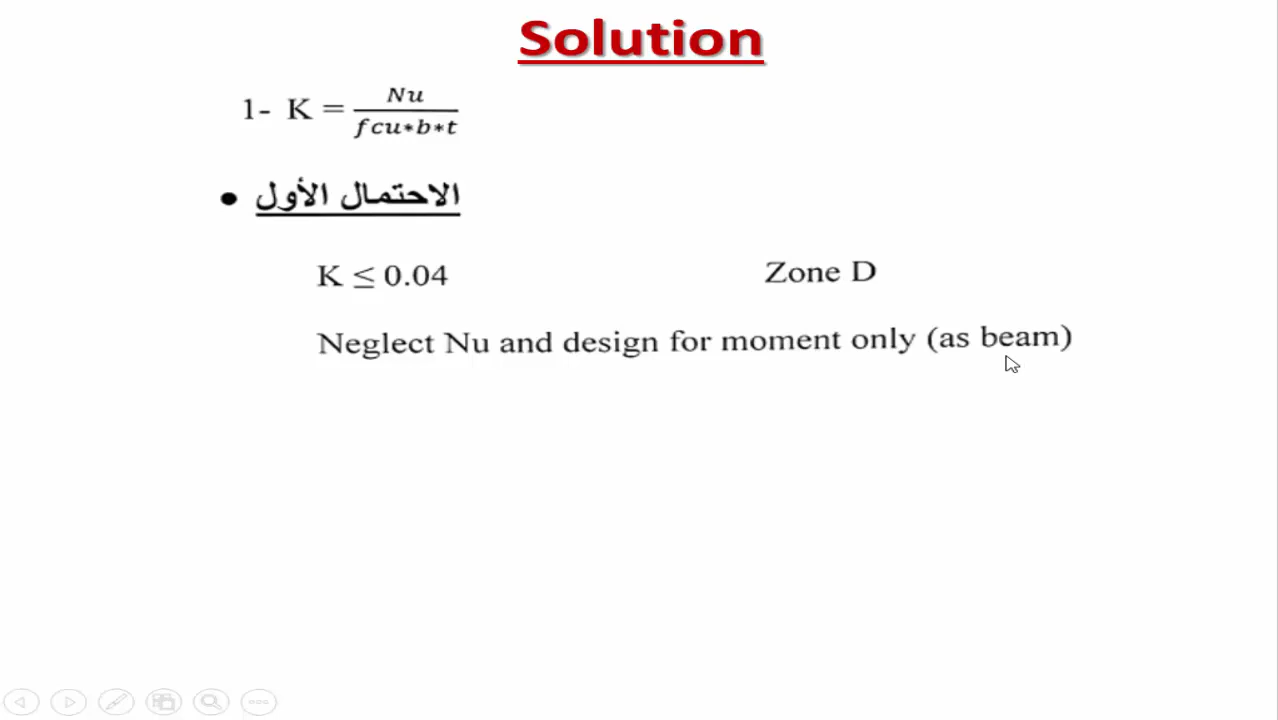 Solution
1- K = Nu / fcu*b*t
• الاحتمال الأول
K ≤ 0.04 Zone D
Neglect Nu and design for moment only (as beam)